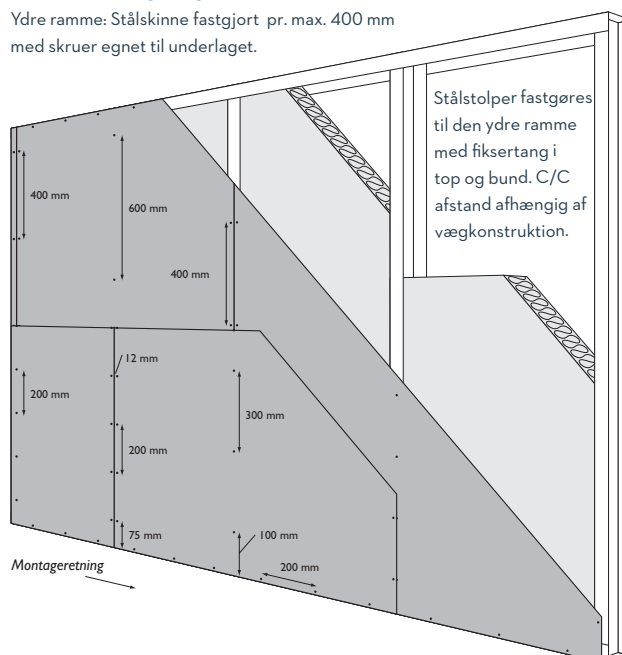 Ydre ramme: Stålskinne fastgjort pr. max. 400 mm
med skruer egnet til underlaget.
Stålstolper fastgøres
til den ydre ramme
med fiksertang i
top og bund. C/C
afstand afhængig af
vægkonstruktion.
400 mm
600 mm
400 mm
12 mm
200 mm
300 mm
200 mm
75 mm
100 mm
200 mm
Montageretning